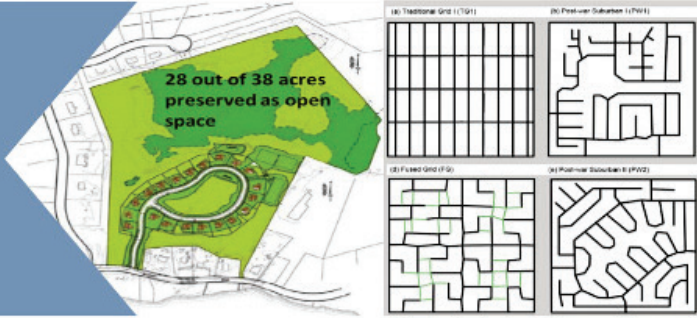 28 out of 38 acres
preserved as open
space
(a) Traditional Grid I (TG1)
(b) Post-war Suburban I (PW1)
(d) Fused Grid (FG)
(e) Post-war Suburban II (PW2)